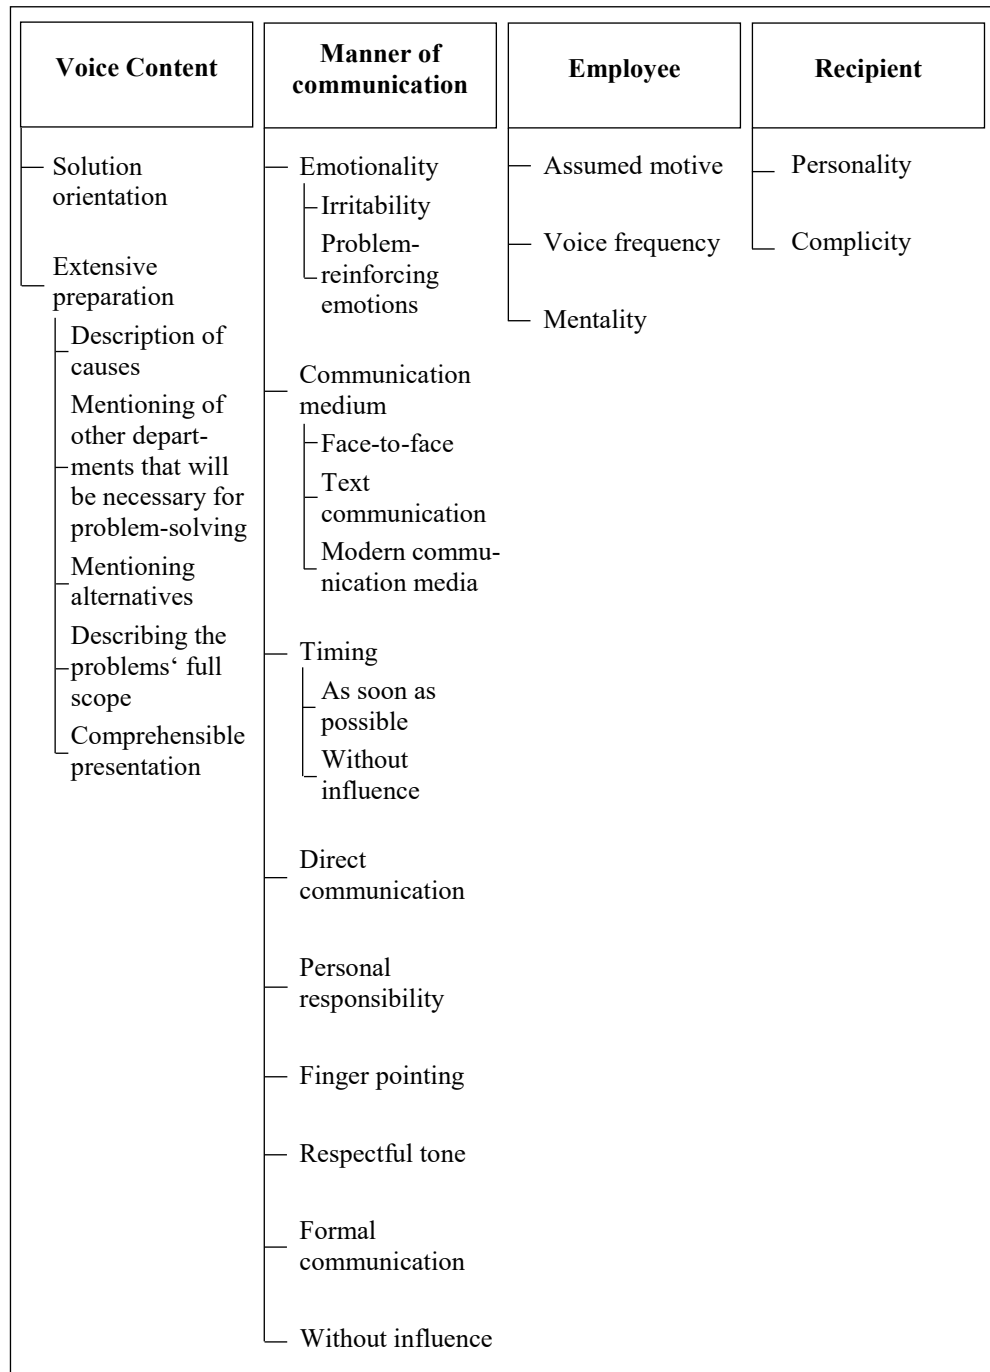 Voice Content
Solution
orientation
Extensive
preparation
Description of
causes
Mentioning of
other depart-
ments that will
be necessary for
problem-solving
Mentioning
alternatives
Describing the
problems‘ full
scope
Comprehensible
presentation
Manner of
communication
Emotionality
Irritability
Problem-
reinforcing
emotions
Communication
medium
Face-to-face
Text
communication
Modern commu-
nication media
Timing
As soon as
possible
Without
influence
Direct
communication
Personal
responsibility
Finger pointing
Respectful tone
Formal
communication
Without influence
Employee
Assumed motive
Voice frequency
Mentality
Recipient
Personality
Complicity